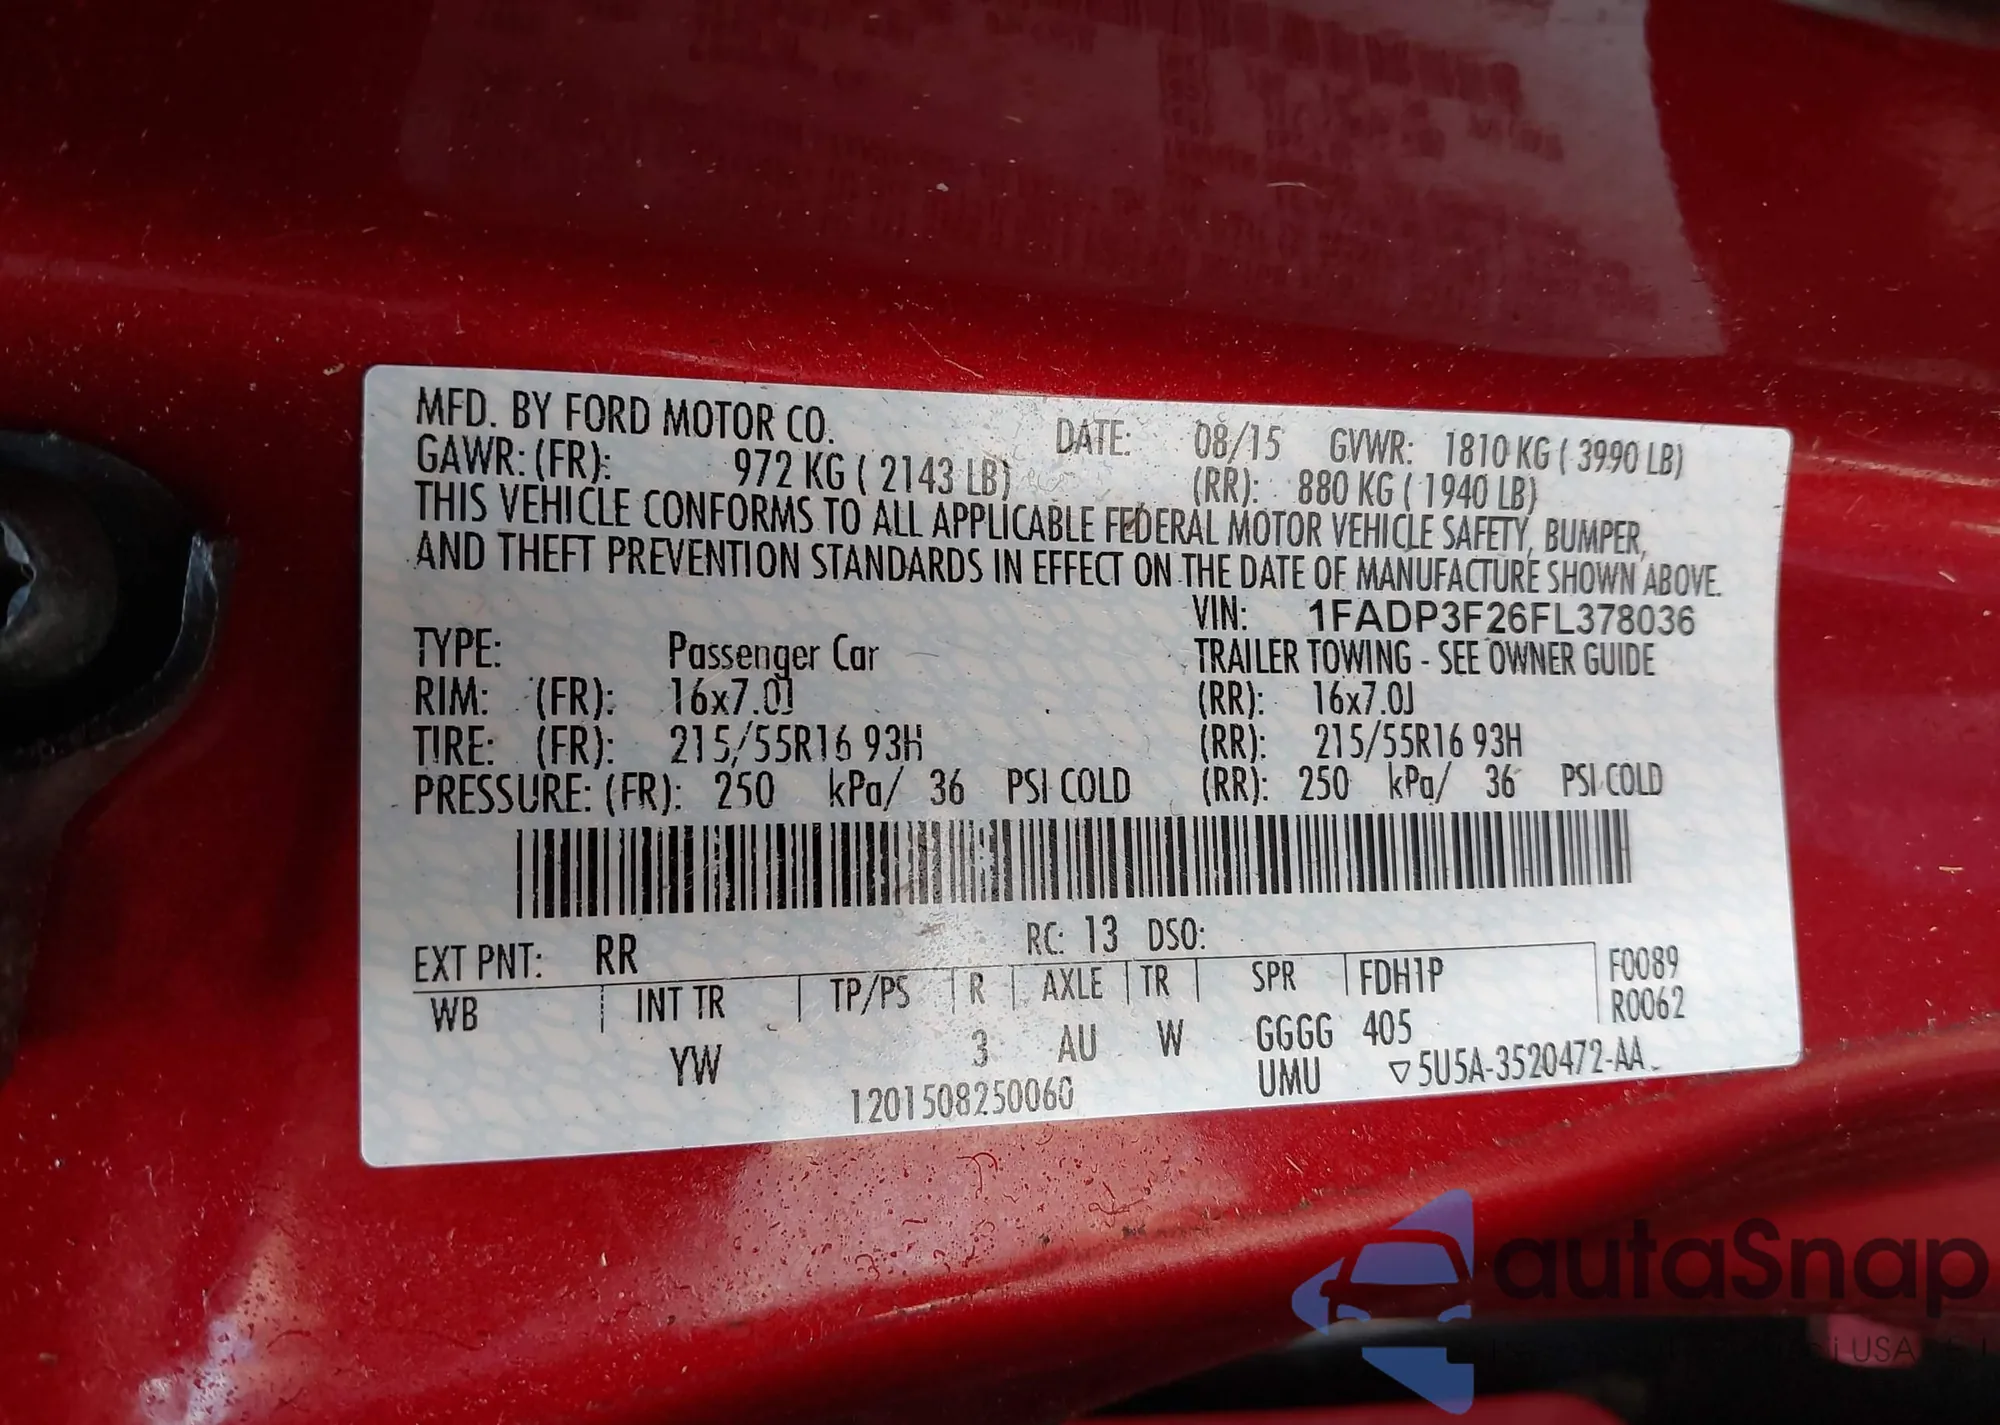 MFD. BY FORD MOTOR CO. DATE: 08/15 GVWR: 1810 KG ( 3990 LB)
GAWR: (FR): 972 KG ( 2143 LB) (RR): 880 KG ( 1940 LB)
THIS VEHICLE CONFORMS TO ALL APPLICABLE FEDERAL MOTOR VEHICLE SAFETY, BUMPER,
AND THEFT PREVENTION STANDARDS IN EFFECT ON THE DATE OF MANUFACTURE SHOWN ABOVE.
VIN: 1FADP3F26FL378036
TYPE: Passenger Car TRAILER TOWING - SEE OWNER GUIDE
RIM: (FR): 16x7.0J (RR): 16x7.0J
TIRE: (FR): 215/55R16 93H (RR): 215/55R16 93H
PRESSURE: (FR): 250 kPa/ 36 PSI COLD (RR): 250 kPa/ 36 PSI COLD
EXT PNT: RR RC: 13 DSO:
WB INT TR TP/PS R AXLE TR SPR FDH1P F0089
R0062
YW 3 AU W GGGG 405
1201508250060 UMU ▽5U5A-3520472-AA
autaSnap
USA